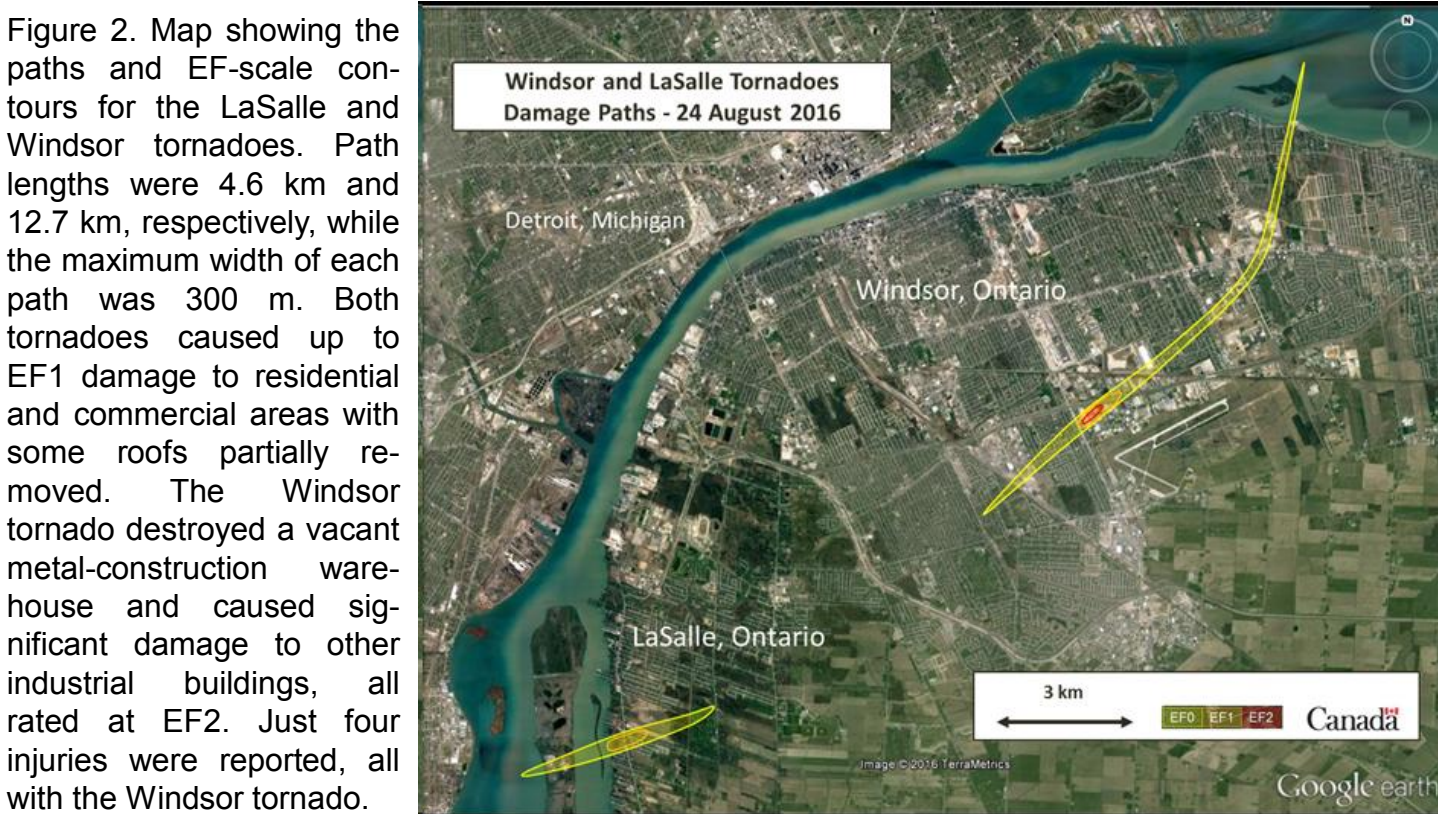 Figure 2. Map showing the
paths and EF-scale con-
tours for the LaSalle and
Windsor tornadoes. Path
lengths were 4.6 km and
12.7 km, respectively, while
the maximum width of each
path was 300 m. Both
tornadoes caused up to
EF1 damage to residential
and commercial areas with
some roofs partially re-
moved. The Windsor
tornado destroyed a vacant
metal-construction ware-
house and caused sig-
nificant damage to other
industrial buildings, all
rated at EF2. Just four
injuries were reported, all
with the Windsor tornado.
Windsor and LaSalle Tornadoes
Damage Paths - 24 August 2016
N
Detroit, Michigan
Windsor, Ontario
LaSalle, Ontario
3 km
EF0 EF1 EF2
Canada
Image © 2016 TerraMetrics
Google earth